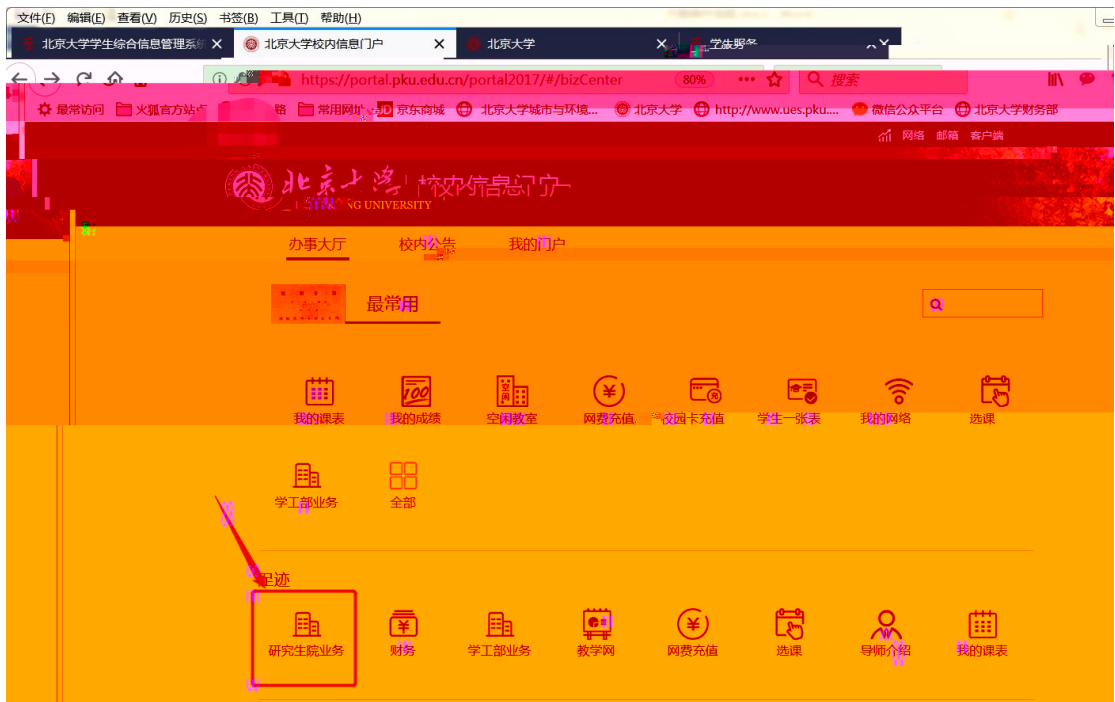 文件(F) 编辑(E) 查看(V) 历史(S) 书签(B) 工具(T) 帮助(H)
北京大学学生综合信息管理系统 北京大学校内信息门户 北京大学
https://portal.pku.edu.cn/portal2017/#/bizCenter 80% 搜索
最常访问 火狐官方站点 常用网址 JD 京东商城 北京大学城市与环境... 北京大学 http://www.ues.pku.... 微信公众平台 北京大学财务部
网络 邮箱 客户端
北京大学 校内信息门户
NG UNIVERSITY
办事大厅 校内公告 我的门户
最常用
我的课表 我的成绩 空闲教室 网费充值 校园卡充值 学生一张表 我的网络 选课
学工部业务 全部
足迹
研究生院业务 财务 学工部业务 教学网 网费充值 选课 导师介绍 我的课表